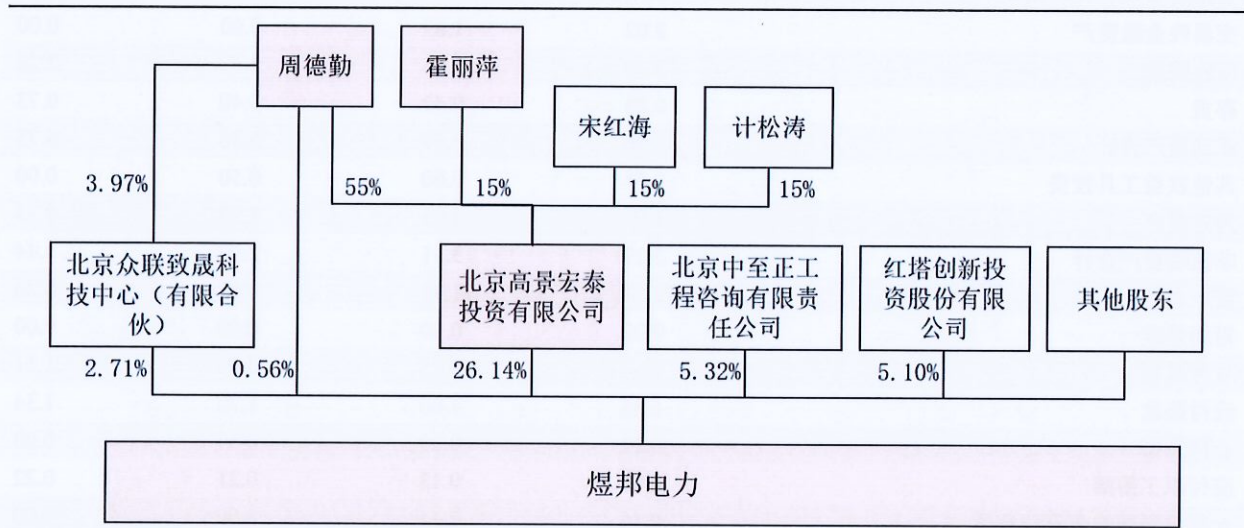 周德勤
霍丽萍
宋红海
计松涛
3.97%
55%
15%
15%
15%
北京众联致晟科
技中心（有限合
伙）
北京高景宏泰
投资有限公司
北京中至正工
程咨询有限责
任公司
红塔创新投
资股份有限
公司
其他股东
2.71%
0.56%
26.14%
5.32%
5.10%
煜邦电力